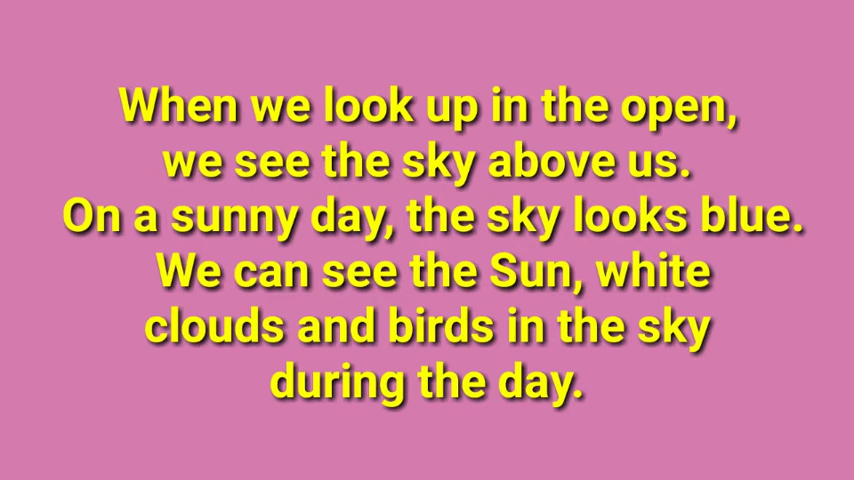 When we look up in the open,
we see the sky above us.
On a sunny day, the sky looks blue.
We can see the Sun, white
clouds and birds in the sky
during the day.